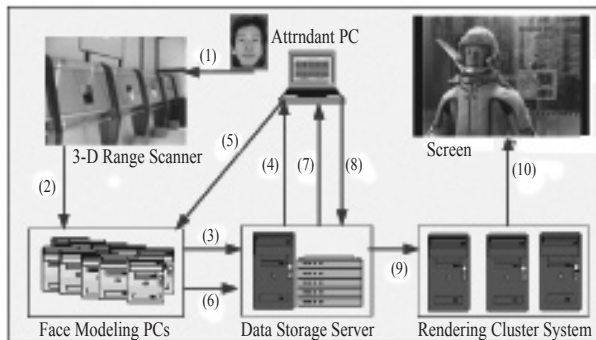 Attrndant PC
(1)
3-D Range Scanner
Screen
(2)
(5)
(4)
(7)
(8)
(10)
(3)
(6)
(9)
Face Modeling PCs
Data Storage Server
Rendering Cluster System